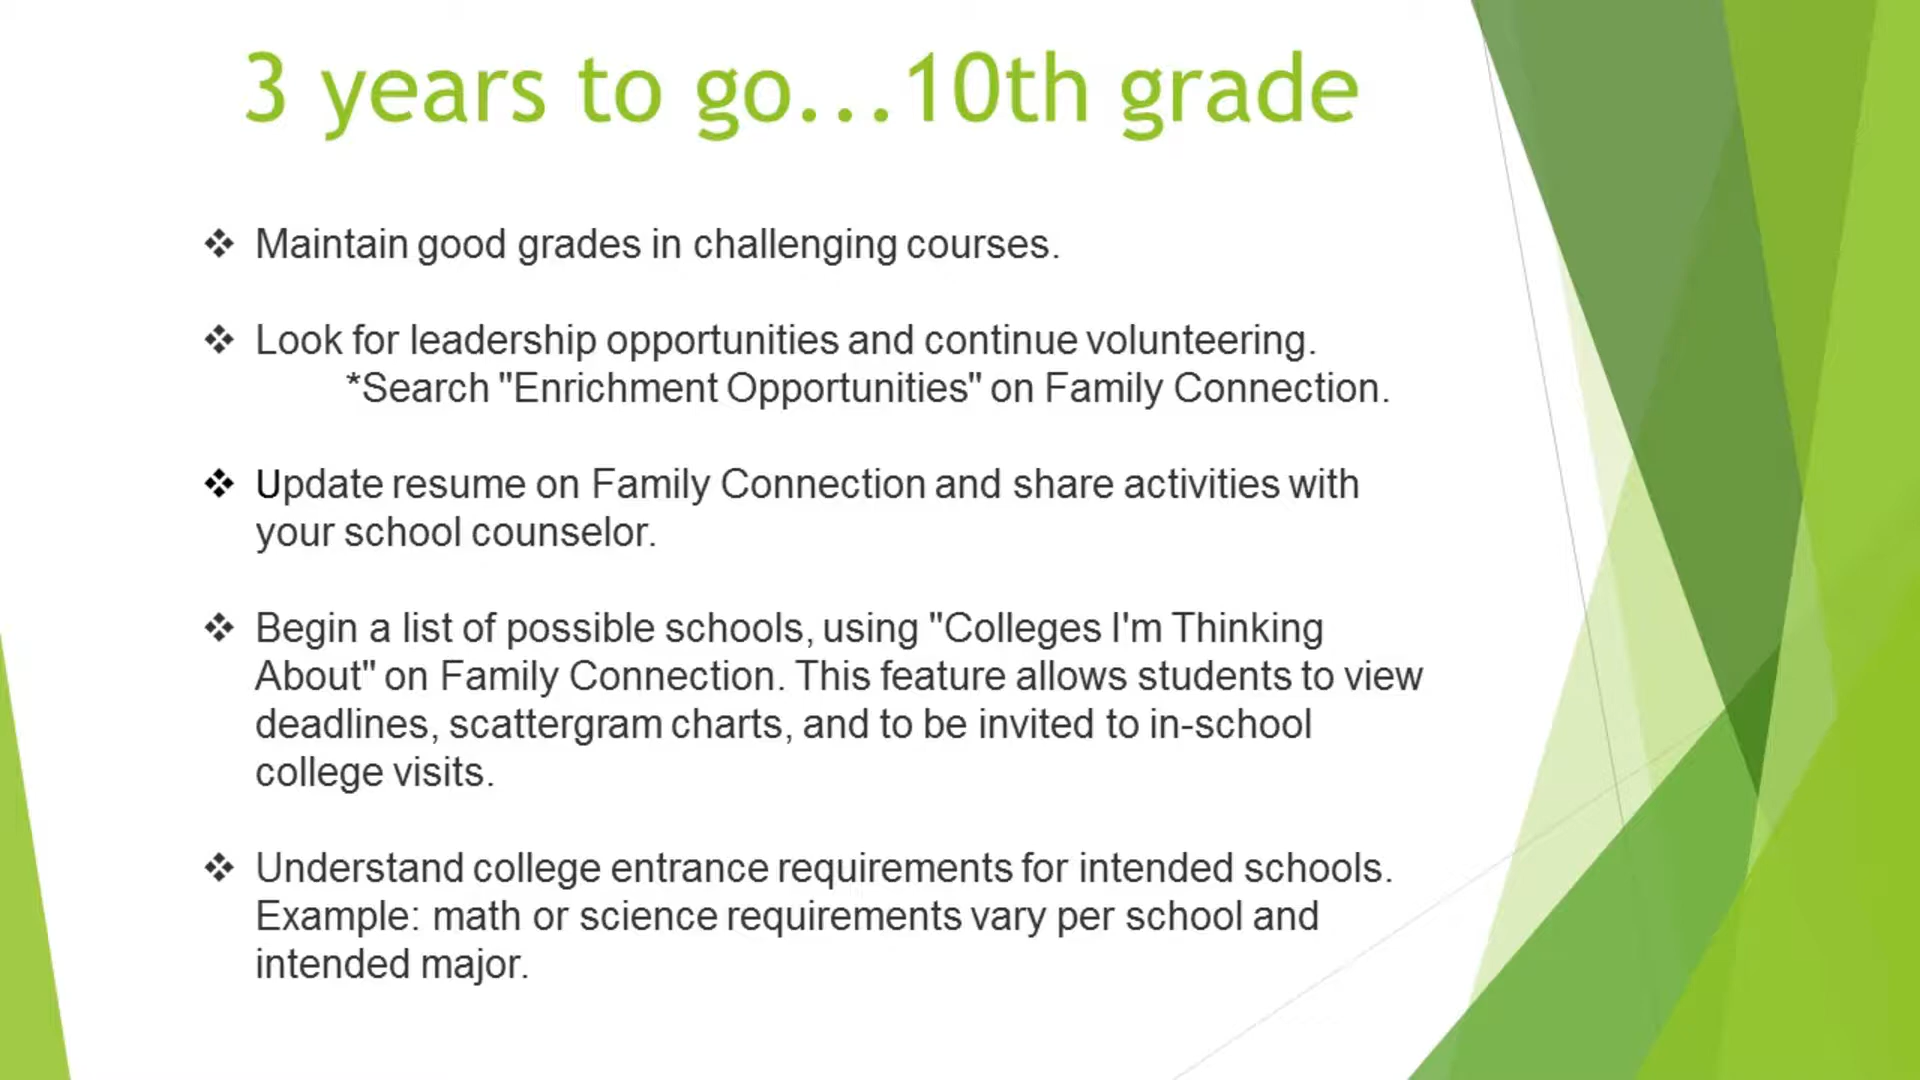 3 years to go...10th grade
❖ Maintain good grades in challenging courses.
❖ Look for leadership opportunities and continue volunteering.
*Search "Enrichment Opportunities" on Family Connection.
❖ Update resume on Family Connection and share activities with
your school counselor.
❖ Begin a list of possible schools, using "Colleges I'm Thinking
About" on Family Connection. This feature allows students to view
deadlines, scattergram charts, and to be invited to in-school
college visits.
❖ Understand college entrance requirements for intended schools.
Example: math or science requirements vary per school and
intended major.